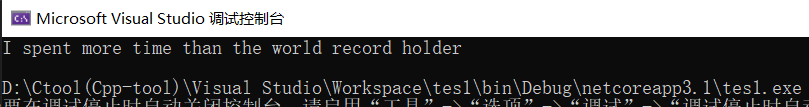 Microsoft Visual Studio 调试控制台
I spent more time than the world record holder
D:\Ctool(Cpp-tool)\Visual Studio\Workspace\tes1\bin\Debug\netcoreapp3.1\tes1.exe
要在调试停止时自动关闭控制台，请启用“工具”->“选项”->“调试”->“调试停止时自动